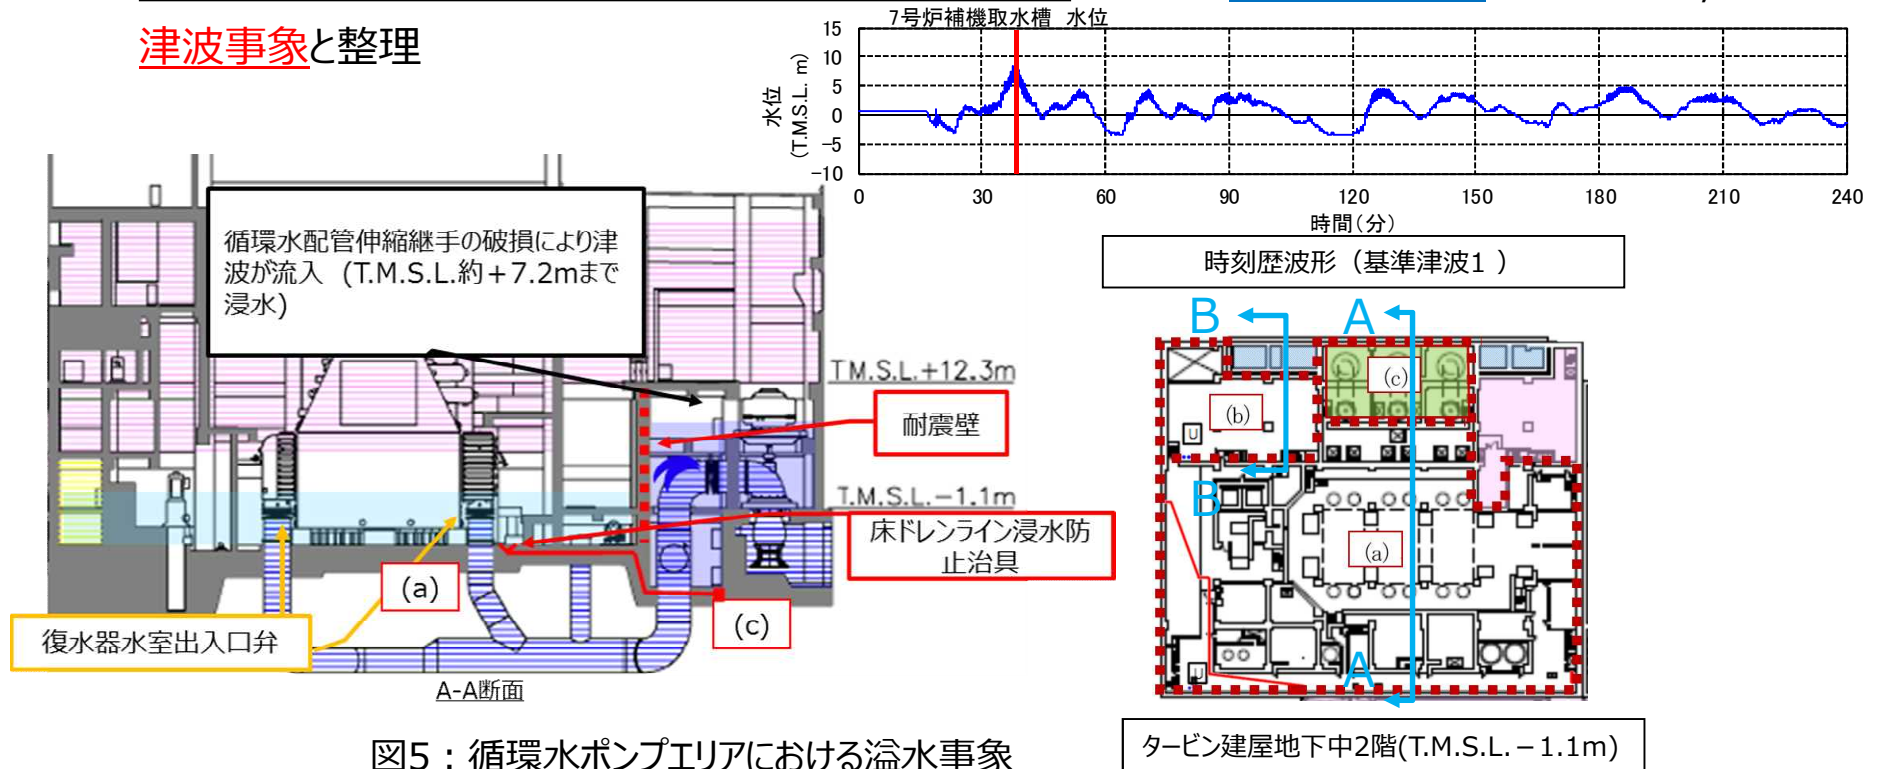 津波事象と整理
7号炉補機取水槽 水位
水位
(T.M.S.L. m)
15
10
5
0
-5
-10
0 30 60 90 120 150 180 210 240
時間(分)
時刻歴波形(基準津波1 )
循環水配管伸縮継手の破損により津
波が流入 (T.M.S.L.約+7.2mまで
浸水)
T.M.S.L.+12.3m
耐震壁
T.M.S.L.-1.1m
床ドレンライン浸水防
止治具
(a)
(c)
復水器水室出入口弁
A-A断面
図5:循環水ポンプエリアにおける溢水事象
B
A
(c)
(b)
U
B
(a)
U
A
タービン建屋地下中2階(T.M.S.L.-1.1m)